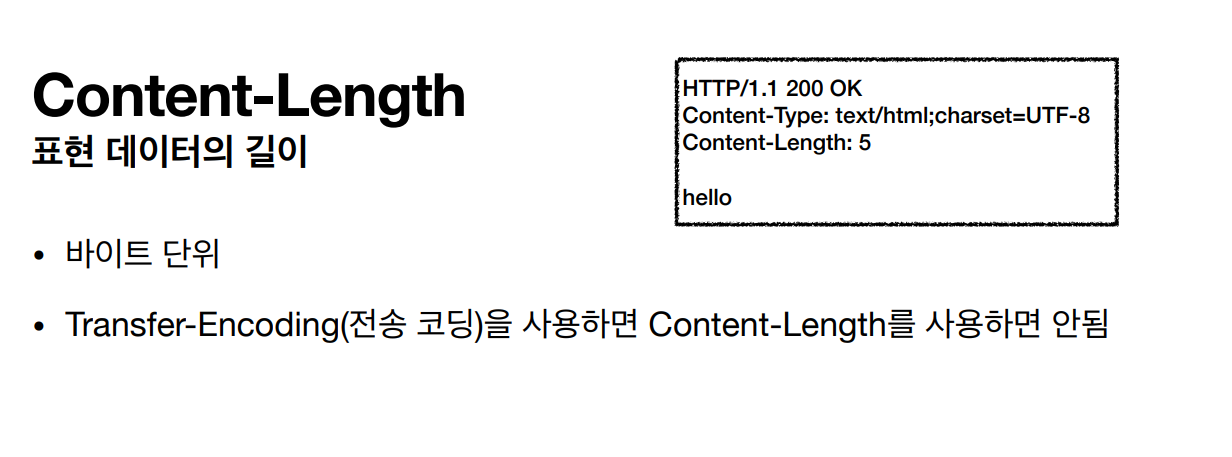 Content-Length
표현 데이터의 길이
HTTP/1.1 200 OK
Content-Type: text/html;charset=UTF-8
Content-Length: 5
hello
• 바이트 단위
• Transfer-Encoding(전송 코딩)을 사용하면 Content-Length를 사용하면 안됨